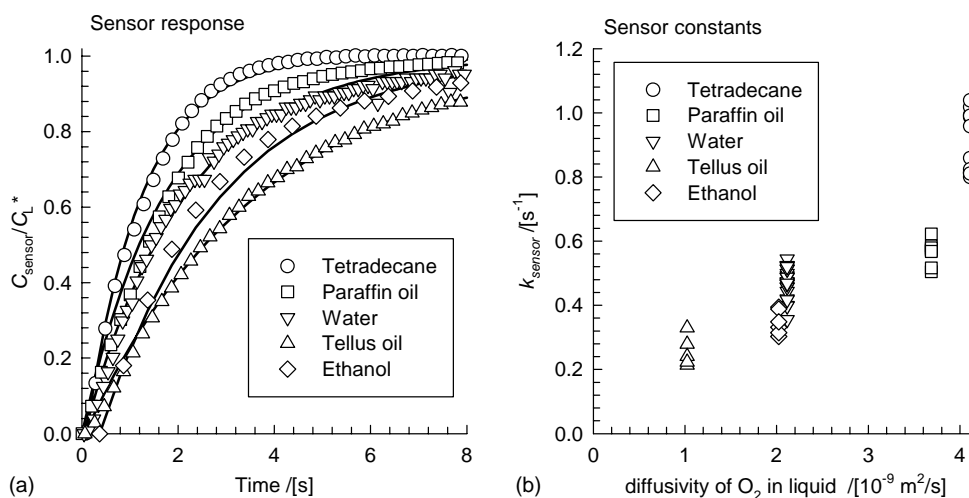 Sensor response
1.0
0.8
0.6
0.4
0.2
0.0
C_sensor/C_L*
Tetradecane
Paraffin oil
Water
Tellus oil
Ethanol
0 2 4 6 8
Time /[s]
(a)
Sensor constants
1.2
1.0
0.8
0.6
0.4
0.2
0.0
k_sensor /[s⁻¹]
Tetradecane
Paraffin oil
Water
Tellus oil
Ethanol
0 1 2 3 4
diffusivity of O₂ in liquid /[10⁻⁹ m²/s]
(b)